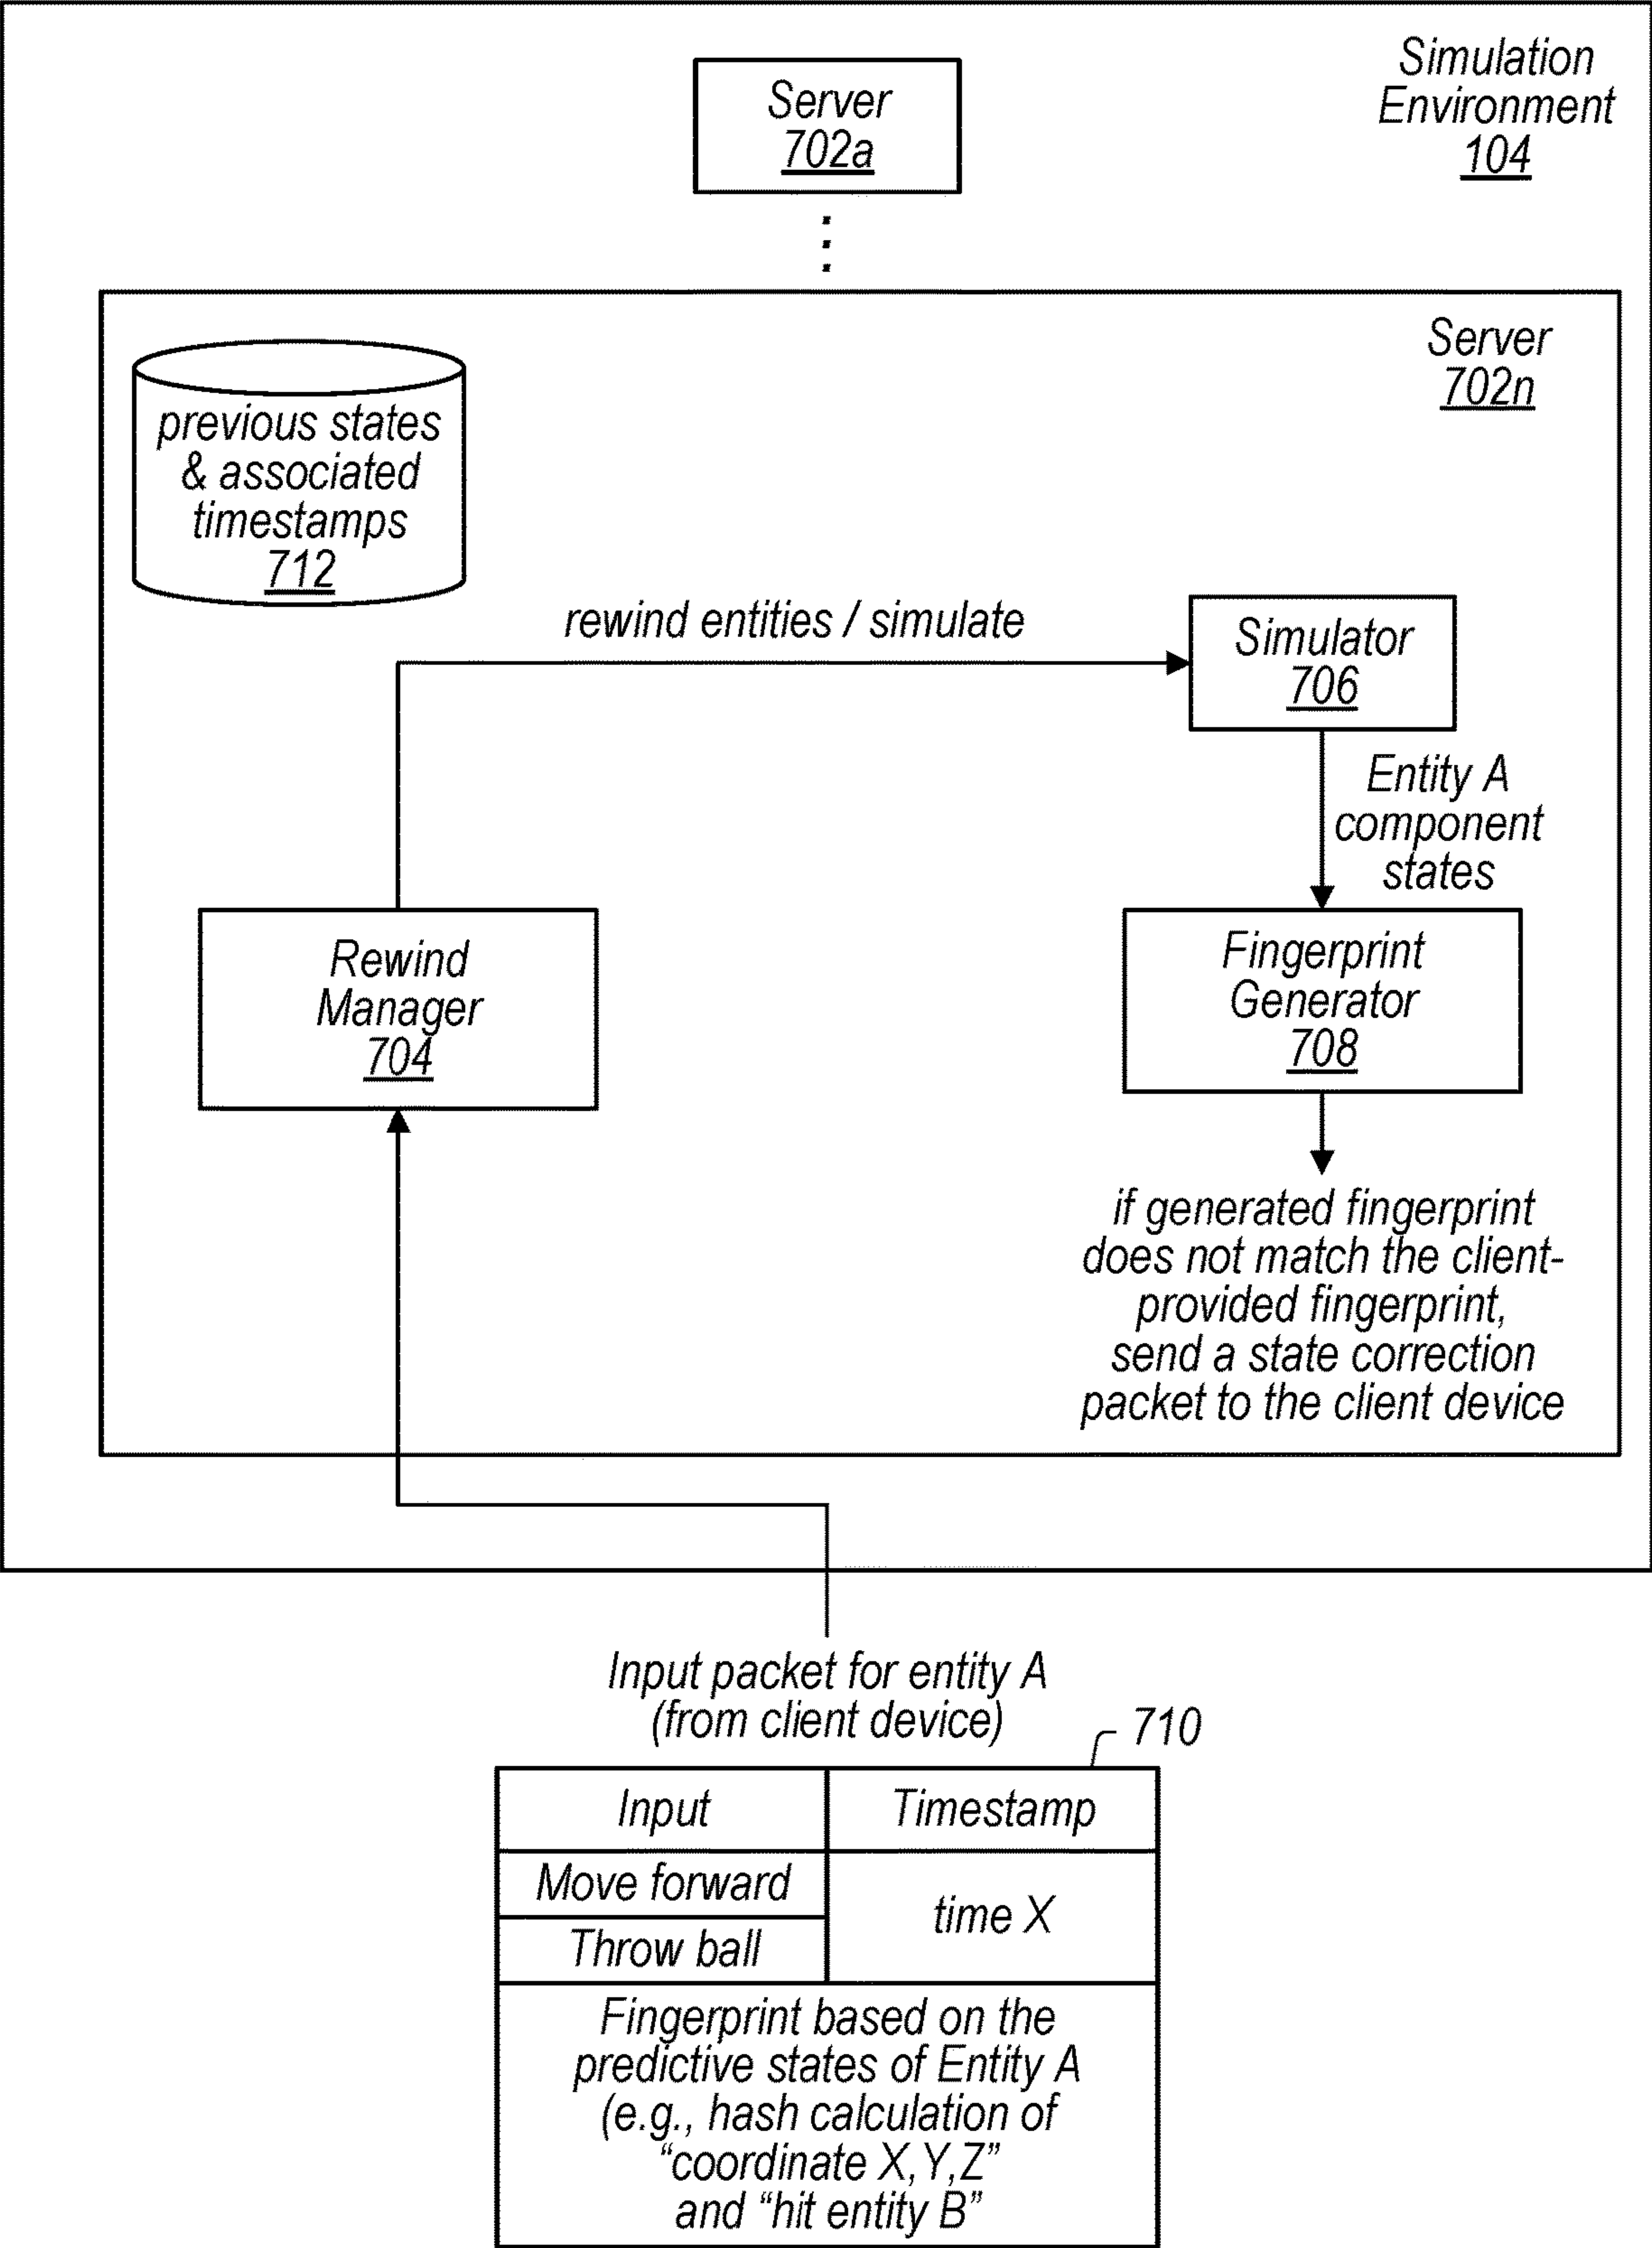 Simulation
Environment
104
Server
702a
Server
702n
previous states
& associated
timestamps
712
rewind entities / simulate
Simulator
706
Entity A
component
states
Rewind
Manager
704
Fingerprint
Generator
708
if generated fingerprint
does not match the client-
provided fingerprint,
send a state correction
packet to the client device
Input packet for entity A
(from client device)
710
Input
Timestamp
Move forward
time X
Throw ball
Fingerprint based on the
predictive states of Entity A
(e.g., hash calculation of
“coordinate X,Y,Z”
and “hit entity B”